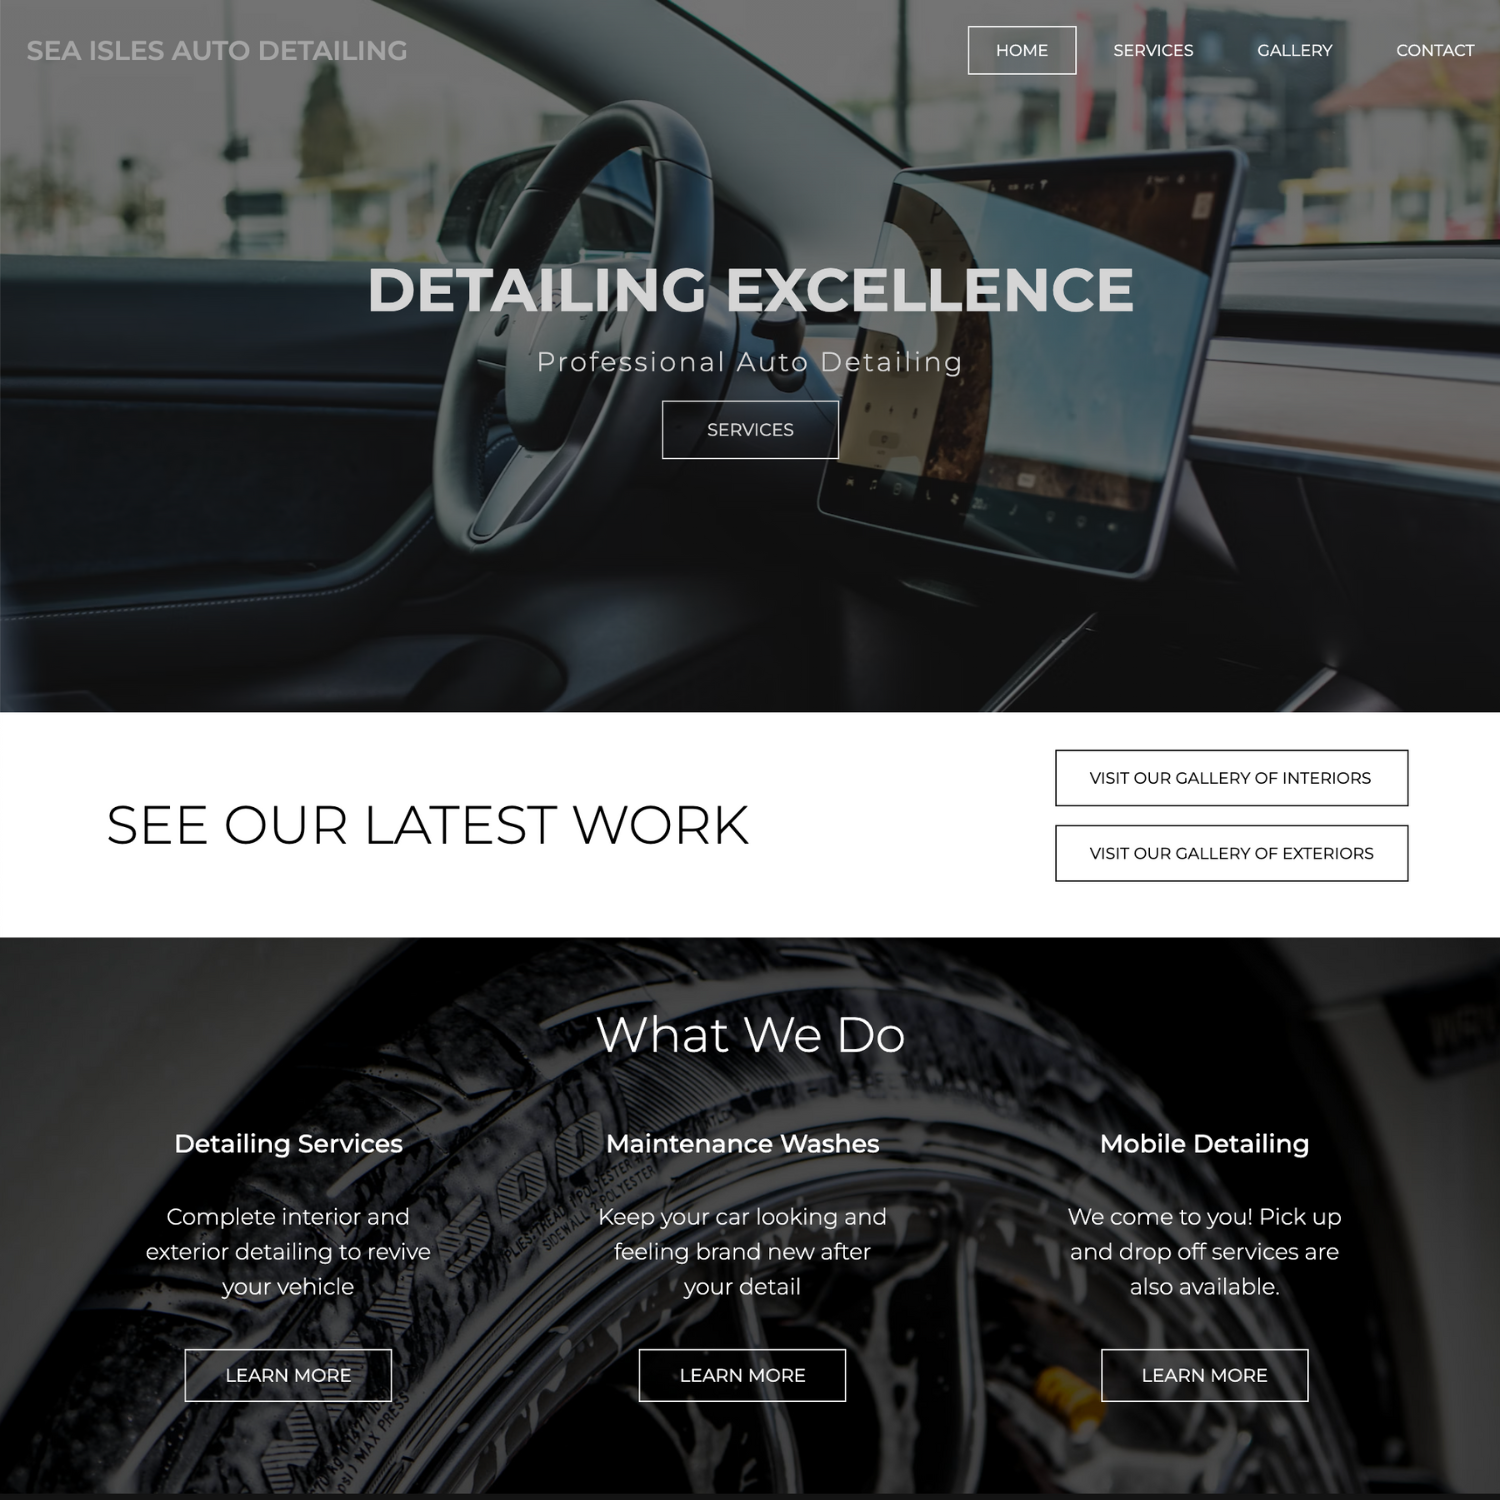 SEA ISLES AUTO DETAILING
HOME
SERVICES
GALLERY
CONTACT
DETAILING EXCELLENCE
Professional Auto Detailing
SERVICES
SEE OUR LATEST WORK
VISIT OUR GALLERY OF INTERIORS
VISIT OUR GALLERY OF EXTERIORS
What We Do
Detailing Services
Complete interior and
exterior detailing to revive
your vehicle
LEARN MORE
Maintenance Washes
Keep your car looking and
feeling brand new after
your detail
LEARN MORE
Mobile Detailing
We come to you! Pick up
and drop off services are
also available.
LEARN MORE
MAX PRESS